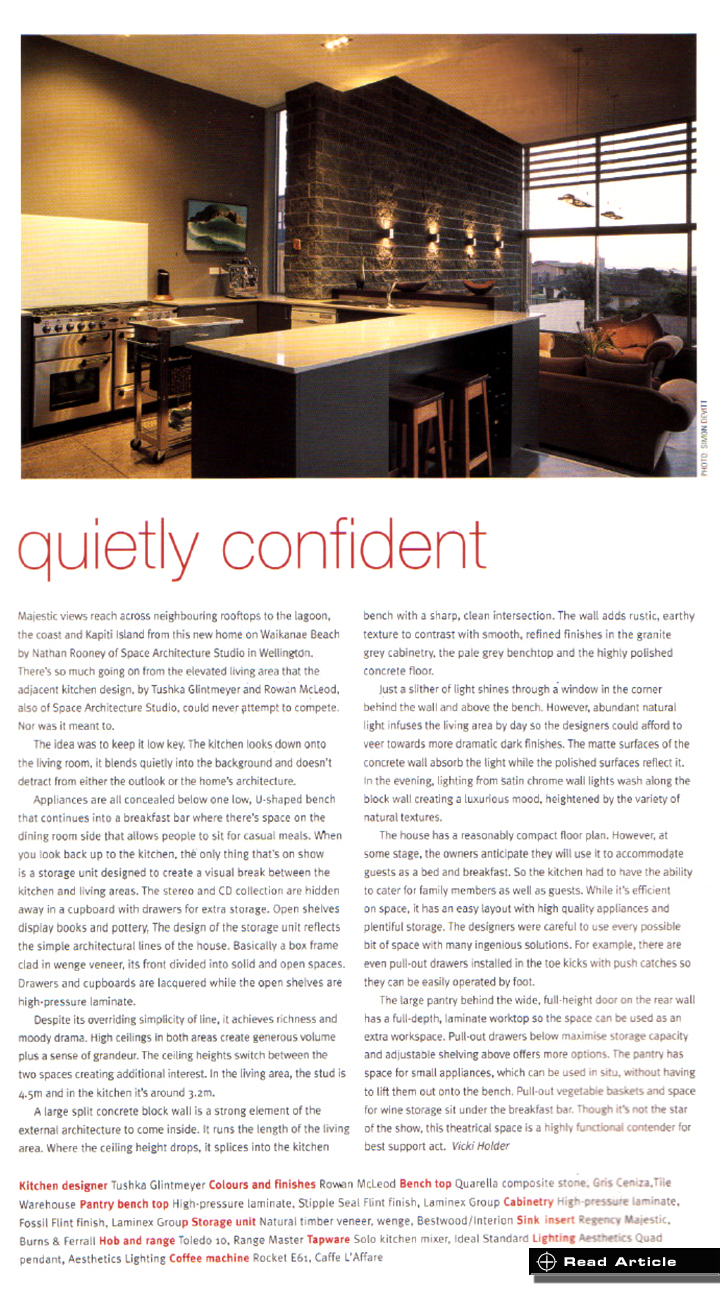 PHOTO: SIMON DEVITT
quietly confident
Majestic views reach across neighbouring rooftops to the lagoon,
the coast and Kapiti Island from this new home on Waikanae Beach
by Nathan Rooney of Space Architecture Studio in Wellington.
There's so much going on from the elevated living area that the
adjacent kitchen design, by Tushka Glintmeyer and Rowan McLeod,
also of Space Architecture Studio, could never attempt to compete.
Nor was it meant to.
The idea was to keep it low key. The kitchen looks down onto
the living room, it blends quietly into the background and doesn't
detract from either the outlook or the home's architecture.
Appliances are all concealed below one low, U-shaped bench
that continues into a breakfast bar where there's space on the
dining room side that allows people to sit for casual meals. When
you look back up to the kitchen, the only thing that's on show
is a storage unit designed to create a visual break between the
kitchen and living areas. The stereo and CD collection are hidden
away in a cupboard with drawers for extra storage. Open shelves
display books and pottery. The design of the storage unit reflects
the simple architectural lines of the house. Basically a box frame
clad in wenge veneer, its front divided into solid and open spaces.
Drawers and cupboards are lacquered while the open shelves are
high-pressure laminate.
Despite its overriding simplicity of line, it achieves richness and
moody drama. High ceilings in both areas create generous volume
plus a sense of grandeur. The ceiling heights switch between the
two spaces creating additional interest. In the living area, the stud is
4.5m and in the kitchen it's around 3.2m.
A large split concrete block wall is a strong element of the
external architecture to come inside. It runs the length of the living
area. Where the ceiling height drops, it splices into the kitchen
bench with a sharp, clean intersection. The wall adds rustic, earthy
texture to contrast with smooth, refined finishes in the granite
grey cabinetry, the pale grey benchtop and the highly polished
concrete floor.
Just a slither of light shines through a window in the corner
behind the wall and above the bench. However, abundant natural
light infuses the living area by day so the designers could afford to
veer towards more dramatic dark finishes. The matte surfaces of the
concrete wall absorb the light while the polished surfaces reflect it.
In the evening, lighting from satin chrome wall lights wash along the
block wall creating a luxurious mood, heightened by the variety of
natural textures.
The house has a reasonably compact floor plan. However, at
some stage, the owners anticipate they will use it to accommodate
guests as a bed and breakfast. So the kitchen had to have the ability
to cater for family members as well as guests. While it's efficient
on space, it has an easy layout with high quality appliances and
plentiful storage. The designers were careful to use every possible
bit of space with many ingenious solutions. For example, there are
even pull-out drawers installed in the toe kicks with push catches so
they can be easily operated by foot.
The large pantry behind the wide, full-height door on the rear wall
has a full-depth, laminate worktop so the space can be used as an
extra workspace. Pull-out drawers below maximise storage capacity
and adjustable shelving above offers more options. The pantry has
space for small appliances, which can be used in situ, without having
to lift them out onto the bench. Pull-out vegetable baskets and space
for wine storage sit under the breakfast bar. Though it's not the star
of the show, this theatrical space is a highly functional contender for
best support act. Vicki Holder
Kitchen designer Tushka Glintmeyer Colours and finishes Rowan McLeod Bench top Quarella composite stone, Gris Ceniza,Tile
Warehouse Pantry bench top High-pressure laminate, Stipple Seal Flint finish, Laminex Group Cabinetry High-pressure laminate,
Fossil Flint finish, Laminex Group Storage unit Natural timber veneer, wenge, Bestwood/Interion Sink insert Regency Majestic,
Burns & Ferrall Hob and range Toledo 10, Range Master Tapware Solo kitchen mixer, Ideal Standard Lighting Aesthetics Quad
pendant, Aesthetics Lighting Coffee machine Rocket E61, Caffe L'Affare
Read Article